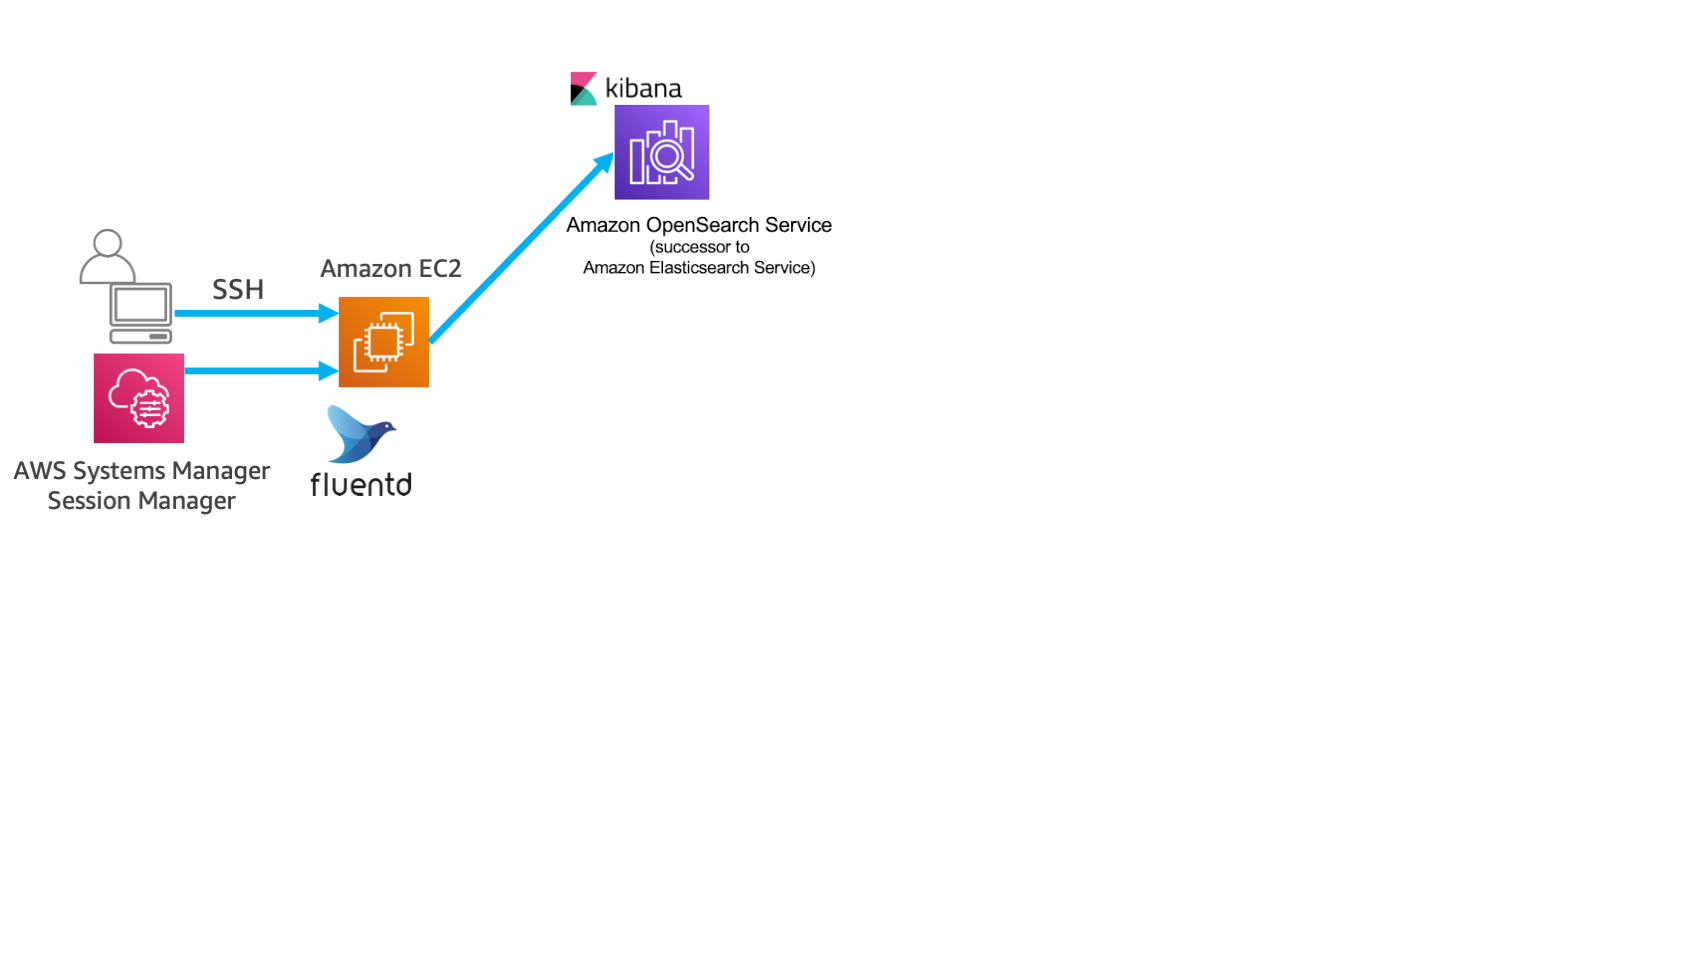 kibana
Amazon OpenSearch Service
(successor to
Amazon Elasticsearch Service)
SSH
Amazon EC2
AWS Systems Manager
Session Manager
fluentd